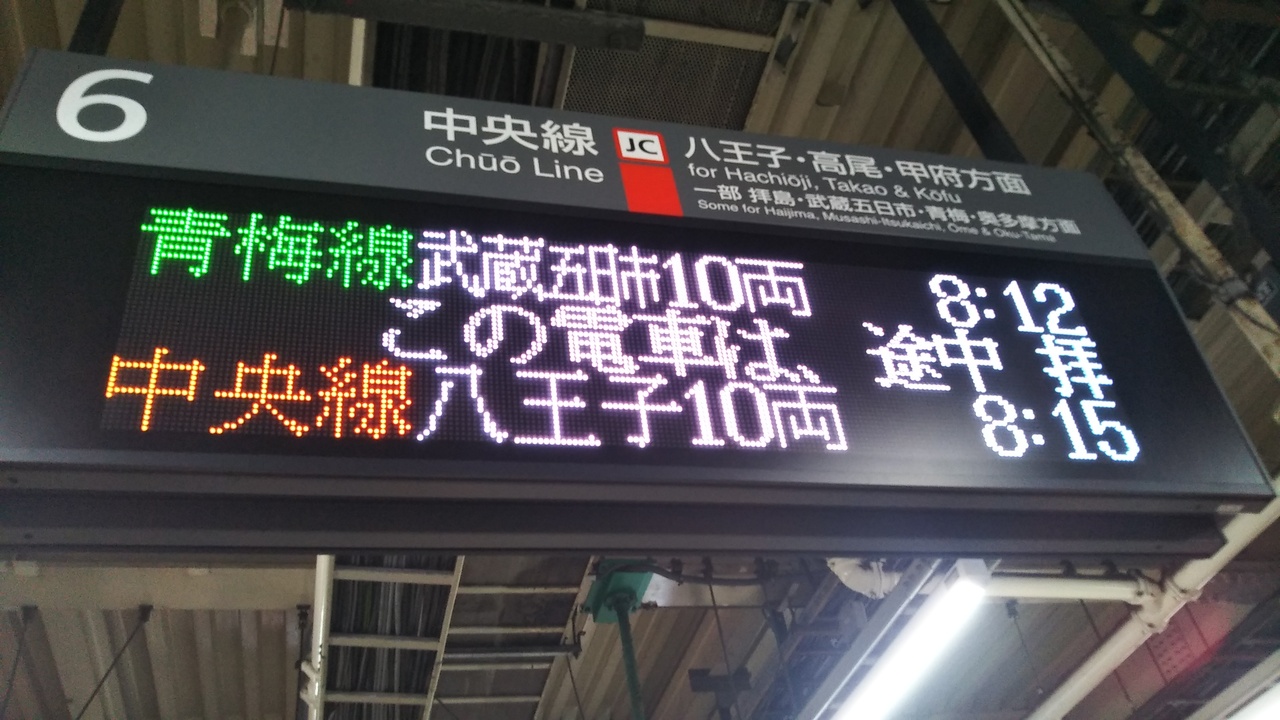 6
中央線 JC 八王子・高尾・甲府方面
Chūō Line for Hachiōji, Takao & Kōfu
一部 拝島・武蔵五日市・青梅・奥多摩方面
Some for Haijima, Musashi-Itsukaichi, Ōme & Oku-Tama
青梅線 武蔵五日市 10両 8:12
この電車は、途中 拝
中央線 八王子 10両 8:15